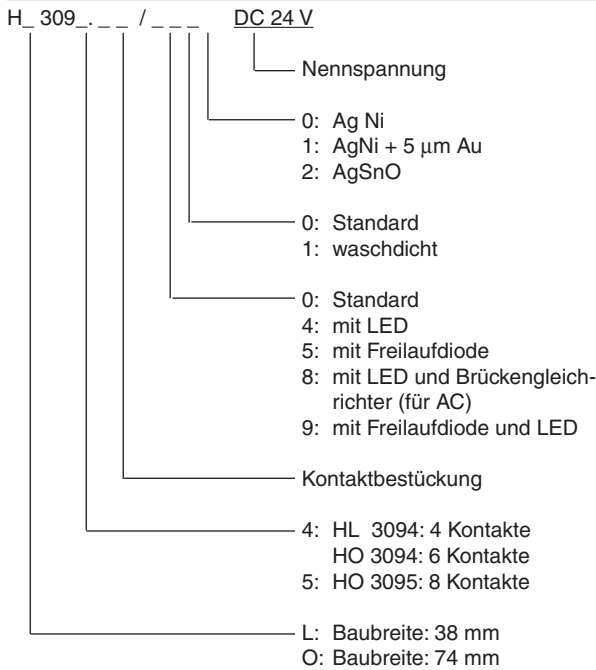 H_ 309_._ _ / _ _ _ DC 24 V
Nennspannung
0: Ag Ni
1: AgNi + 5 µm Au
2: AgSnO
0: Standard
1: waschdicht
0: Standard
4: mit LED
5: mit Freilaufdiode
8: mit LED und Brückengleich-
richter (für AC)
9: mit Freilaufdiode und LED
Kontaktbestückung
4: HL 3094: 4 Kontakte
HO 3094: 6 Kontakte
5: HO 3095: 8 Kontakte
L: Baubreite: 38 mm
O: Baubreite: 74 mm